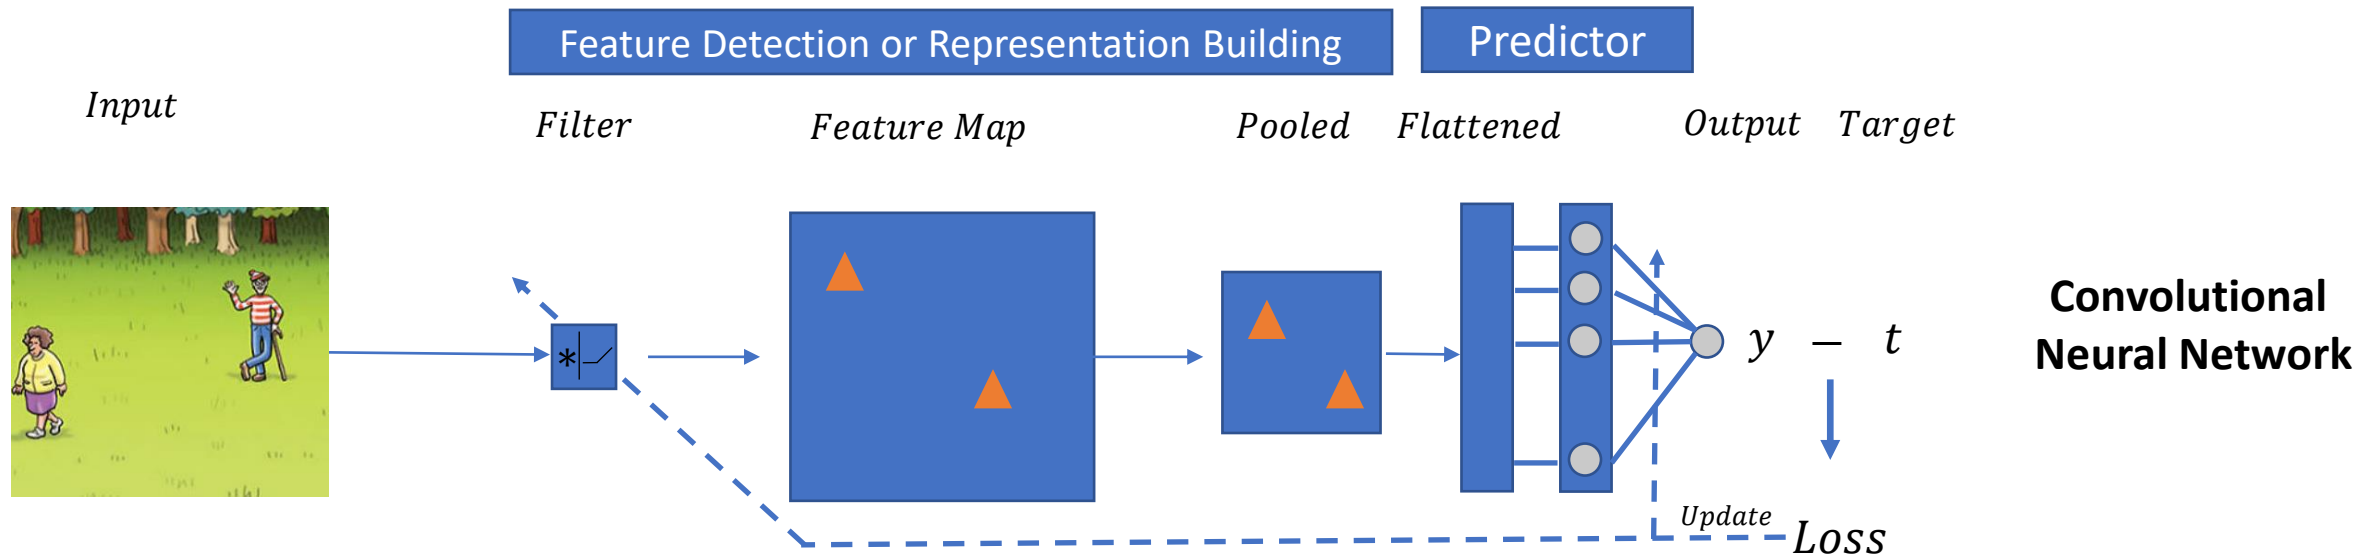 Feature Detection or Representation Building
Predictor
Input
Filter
Feature Map
Pooled
Flattened
Output
Target
*
y – t
Convolutional
Neural Network
Update
Loss